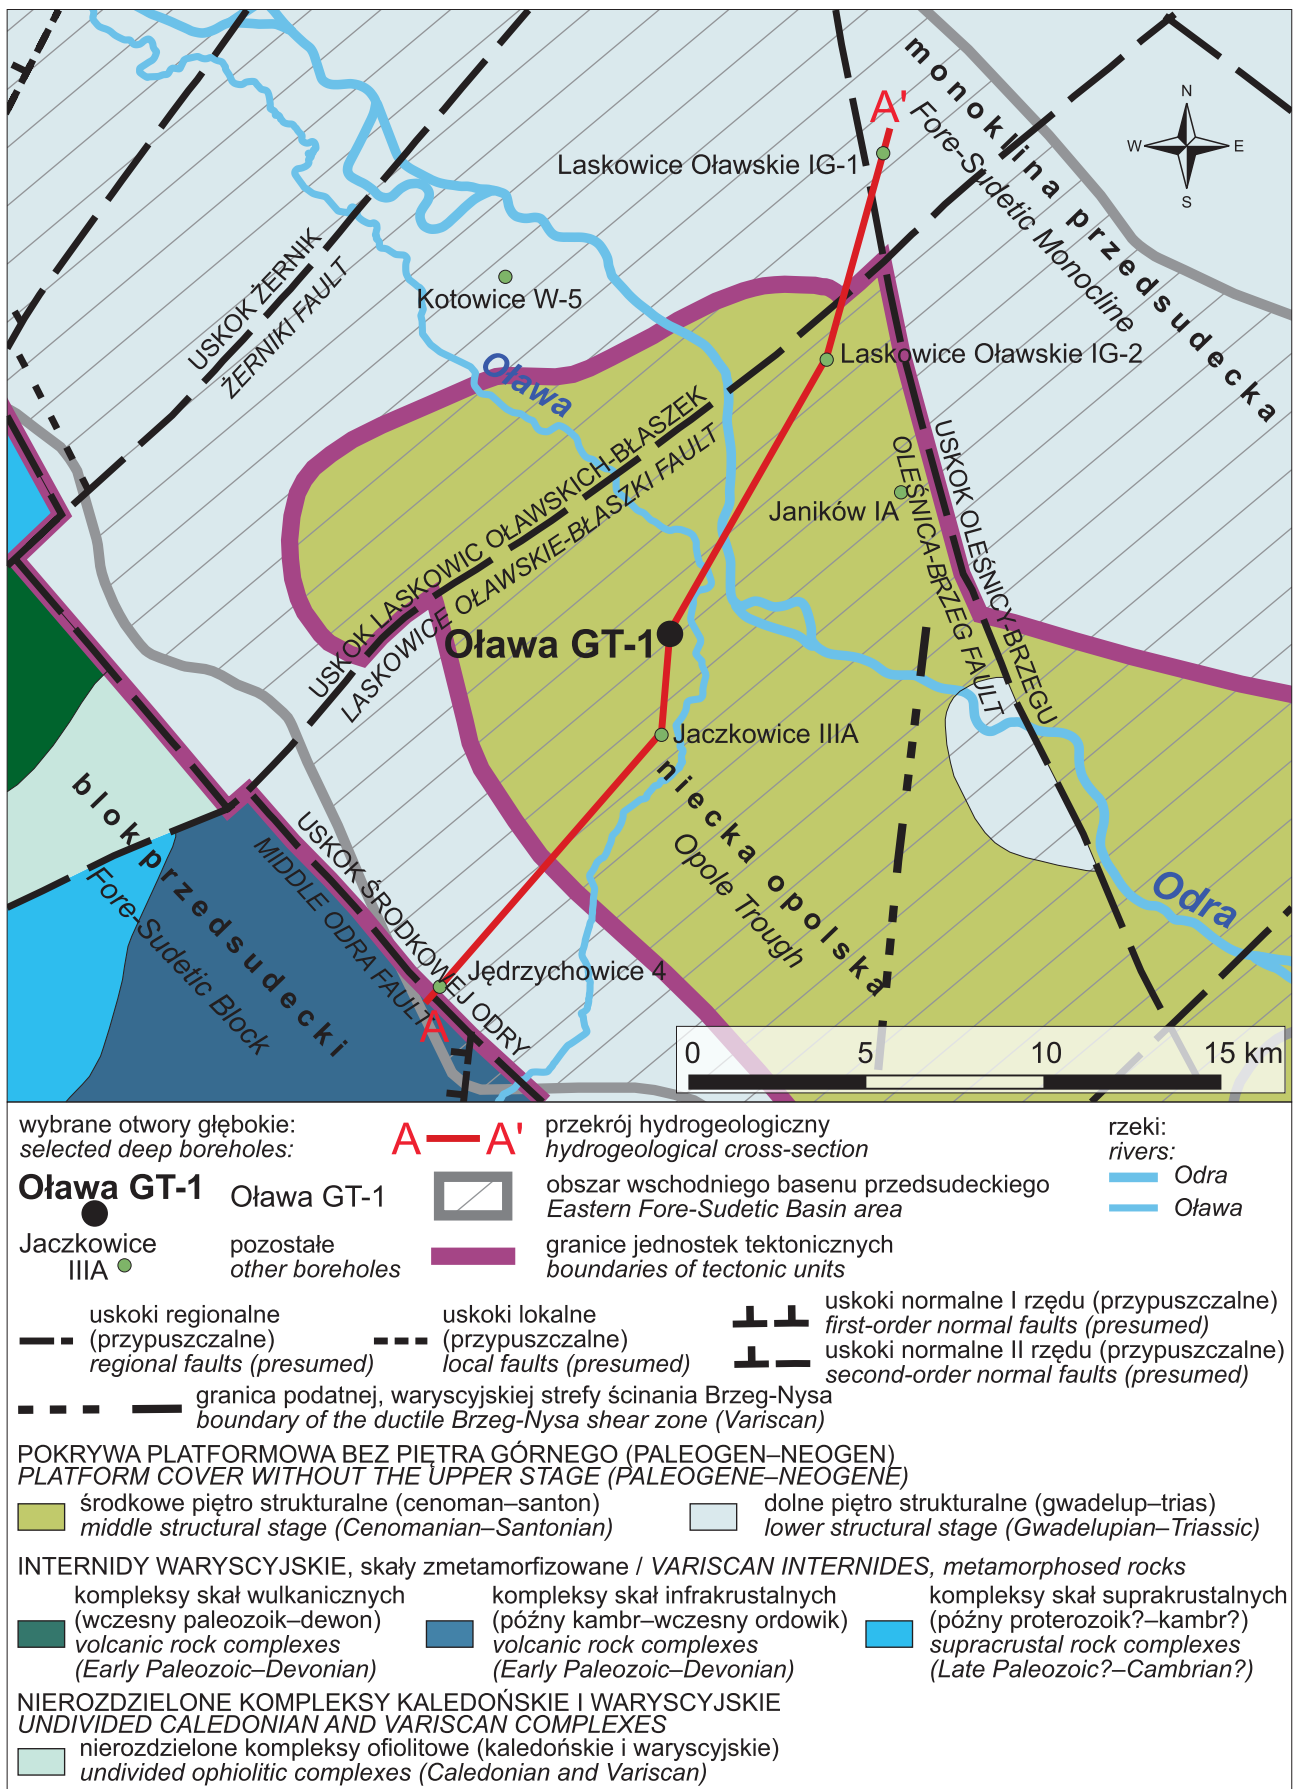 A'
N
W
E
S
Laskowice Oławskie IG-1
monoklina przedsudecka
Fore-Sudetic Monocline
USKOK ŻERNIK
ŻERNIKI FAULT
Kotowice W-5
Oława
Laskowice Oławskie IG-2
USKOK LASKOWIC OŁAWSKICH-BŁASZEK
LASKOWICE OŁAWSKIE-BŁASZKI FAULT
Janików IA
USKOK OLEŚNICY-BRZEGU
OLEŚNICA-BRZEG FAULT
Oława GT-1
Jaczkowice IIIA
niecka opolska
Opole Trough
blok przedsudecki
Fore-Sudetic Block
USKOK ŚRODKOWEJ ODRY
MIDDLE ODRA FAULT
Odra
Jędrzychowice 4
A
0 5 10 15 km
wybrane otwory głębokie:
selected deep boreholes:
Oława GT-1
Oława GT-1
Jaczkowice
IIIA
pozostałe
other boreholes
A A'
przekrój hydrogeologiczny
hydrogeological cross-section
obszar wschodniego basenu przedsudeckiego
Eastern Fore-Sudetic Basin area
granice jednostek tektonicznych
boundaries of tectonic units
rzeki:
rivers:
Odra
Oława
uskoki regionalne
(przypuszczalne)
regional faults (presumed)
uskoki lokalne
(przypuszczalne)
local faults (presumed)
uskoki normalne I rzędu (przypuszczalne)
first-order normal faults (presumed)
uskoki normalne II rzędu (przypuszczalne)
second-order normal faults (presumed)
granica podatnej, waryscyjskiej strefy ścinania Brzeg-Nysa
boundary of the ductile Brzeg-Nysa shear zone (Variscan)
POKRYWA PLATFORMOWA BEZ PIĘTRA GÓRNEGO (PALEOGEN–NEOGEN)
PLATFORM COVER WITHOUT THE UPPER STAGE (PALEOGENE–NEOGENE)
środkowe piętro strukturalne (cenoman–santon)
middle structural stage (Cenomanian–Santonian)
dolne piętro strukturalne (gwadelup–trias)
lower structural stage (Gwadelupian–Triassic)
INTERNIDY WARYSCYJSKIE, skały zmetamorfizowane / VARISCAN INTERNIDES, metamorphosed rocks
kompleksy skał wulkanicznych
(wczesny paleozoik–dewon)
volcanic rock complexes
(Early Paleozoic–Devonian)
kompleksy skał infrakrustalnych
(późny kambr–wczesny ordowik)
volcanic rock complexes
(Early Paleozoic–Devonian)
kompleksy skał suprakrustalnych
(późny proterozoik?–kambr?)
supracrustal rock complexes
(Late Paleozoic?–Cambrian?)
NIEROZDZIELONE KOMPLEKSY KALEDOŃSKIE I WARYSCYJSKIE
UNDIVIDED CALEDONIAN AND VARISCAN COMPLEXES
nierozdzielone kompleksy ofiolitowe (kaledońskie i waryscyjskie)
undivided ophiolitic complexes (Caledonian and Variscan)